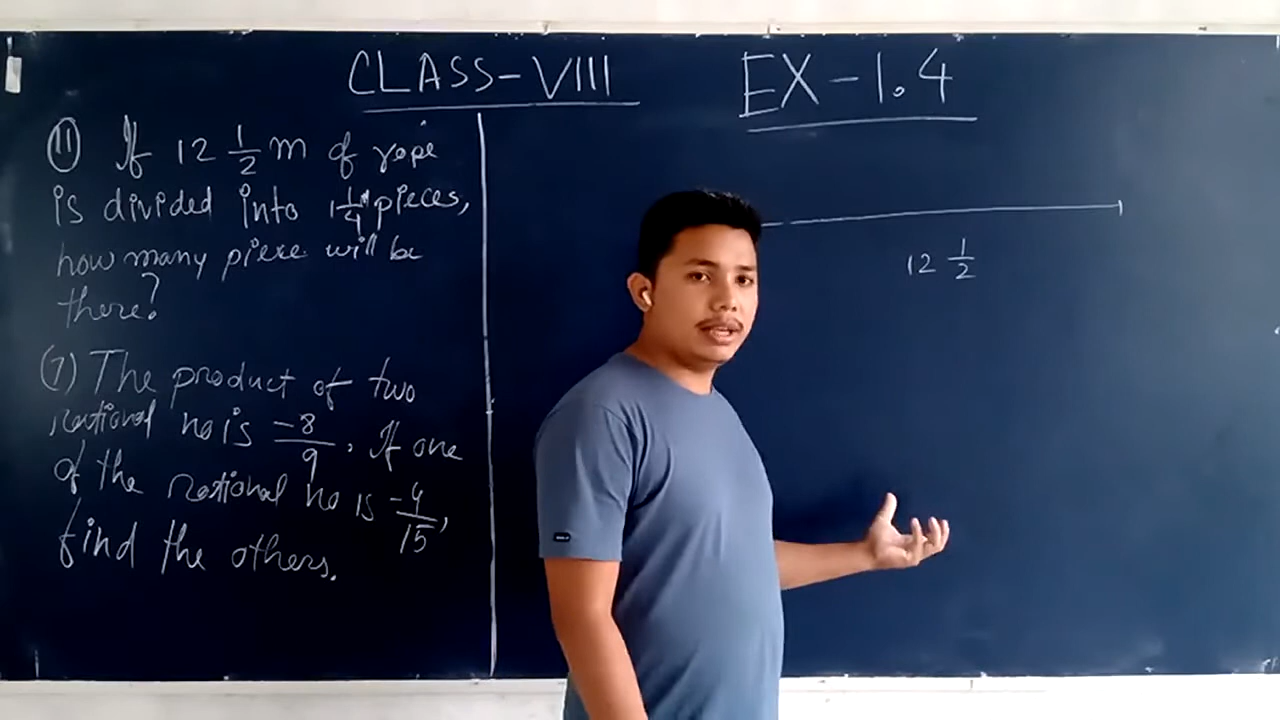 CLASS-VIII
EX-1.4
(11) If 12 1/2 m of rope
is divided into 1 1/4 pieces,
how many piece will be
there?
(7) The product of two
rational no is -8/9. If one
of the rational no is -4/15,
find the others.
12 1/2